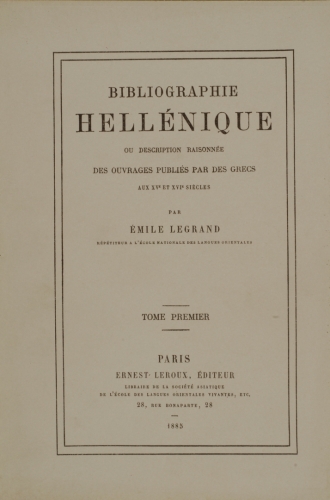 BIBLIOGRAPHIE
HELLÉNIQUE
OU DESCRIPTION RAISONNÉE
DES OUVRAGES PUBLIÉS PAR DES GRECS
AUX XVe ET XVIe SIÈCLES
PAR
ÉMILE LEGRAND
RÉPÉTITEUR A L'ÉCOLE NATIONALE DES LANGUES ORIENTALES
TOME PREMIER
PARIS
ERNEST LEROUX, ÉDITEUR
LIBRAIRE DE LA SOCIÉTÉ ASIATIQUE
DE L'ÉCOLE DES LANGUES ORIENTALES VIVANTES, ETC.
28, RUE BONAPARTE, 28
—
1885